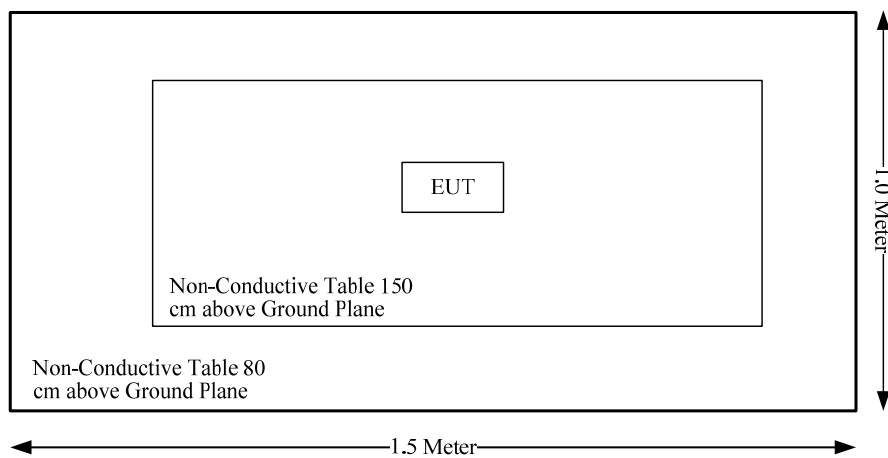 EUT
Non-Conductive Table 150
cm above Ground Plane
Non-Conductive Table 80
cm above Ground Plane
1.0 Meter
1.5 Meter